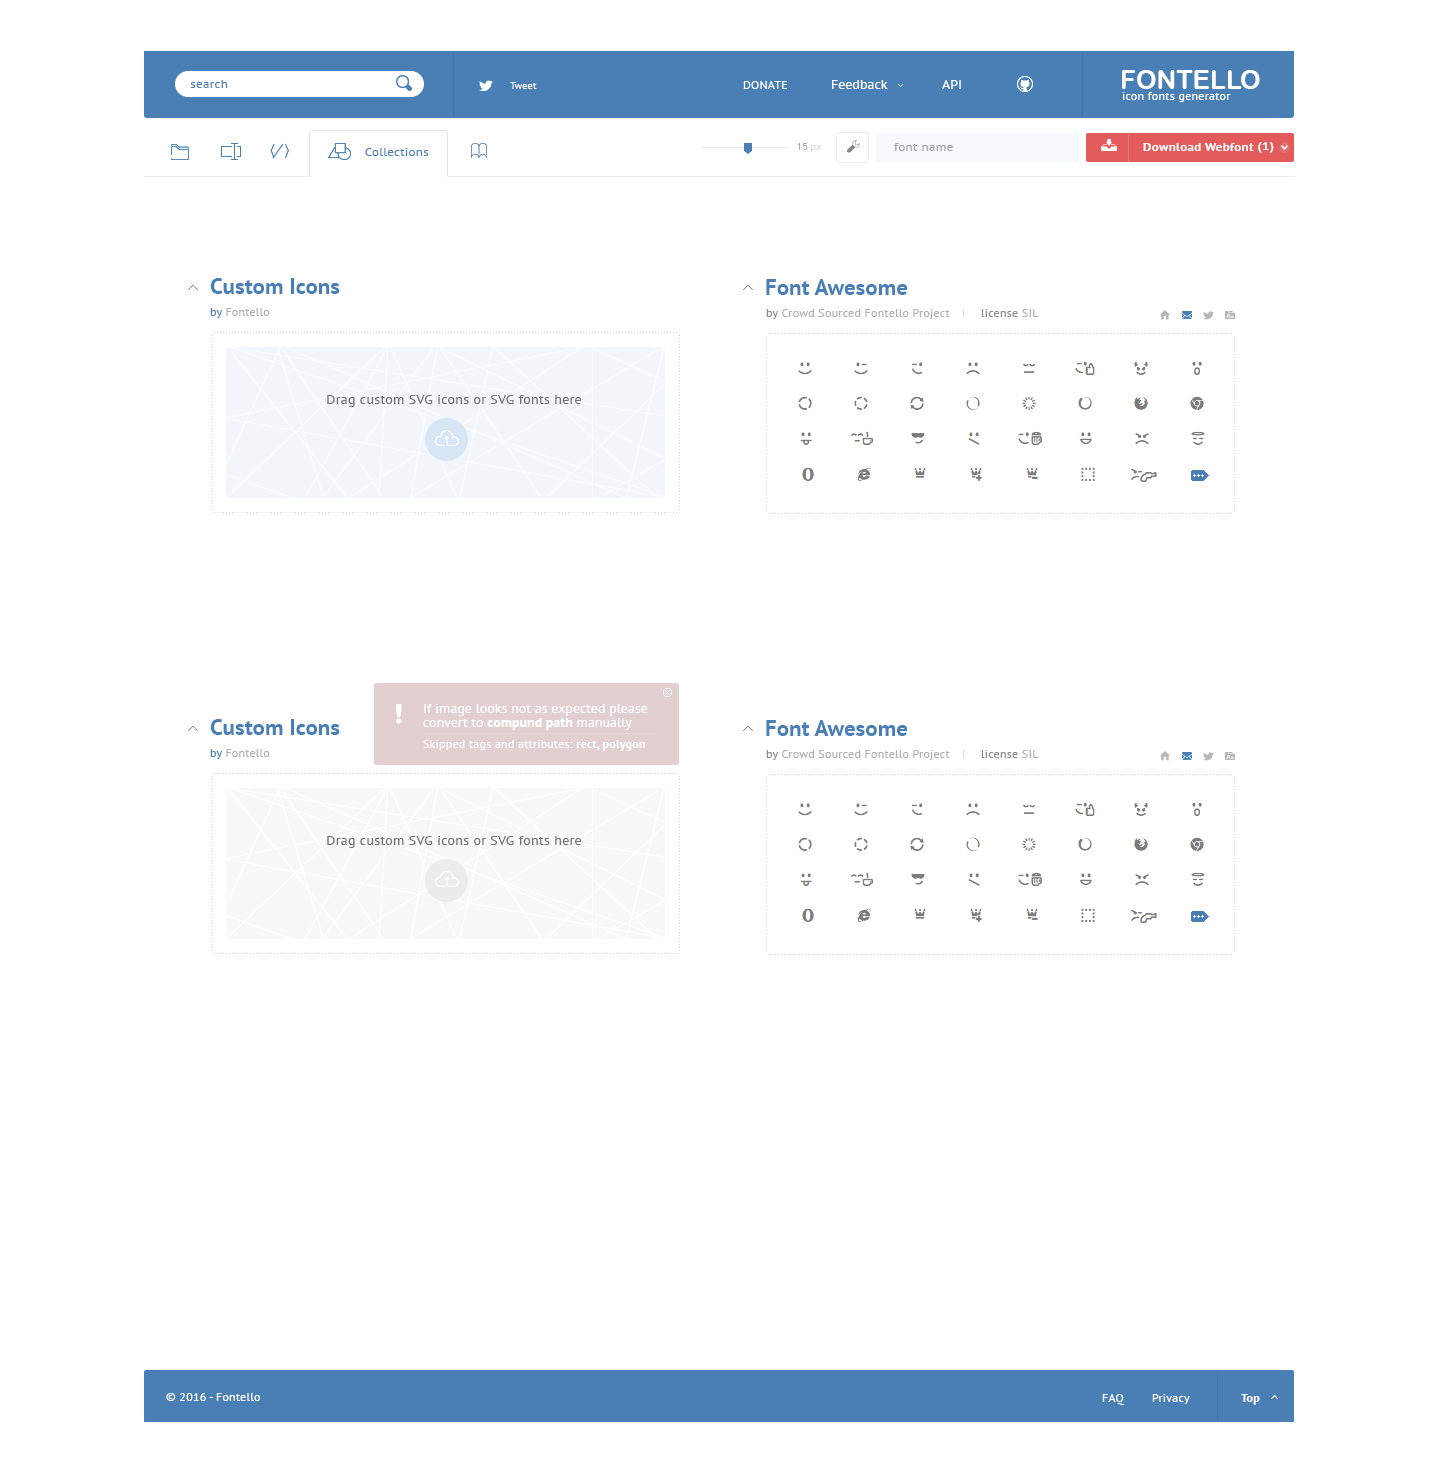 search
Tweet
DONATE
Feedback
API
FONTELLO
icon fonts generator
Collections
15 px
font name
Download Webfont (1)
Custom Icons
by Fontello
Drag custom SVG icons or SVG fonts here
Font Awesome
by Crowd Sourced Fontello Project
license SIL
If image looks not as expected please
convert to compund path manually
Skipped tags and attributes: rect, polygon
Custom Icons
by Fontello
Drag custom SVG icons or SVG fonts here
Font Awesome
by Crowd Sourced Fontello Project
license SIL
© 2016 - Fontello
FAQ
Privacy
Top